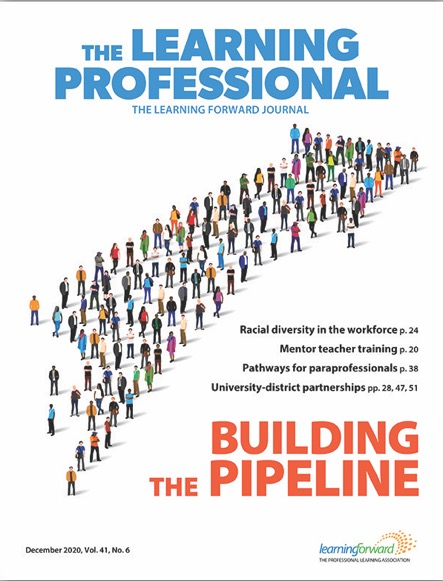 THE LEARNING
PROFESSIONAL
THE LEARNING FORWARD JOURNAL
Racial diversity in the workforce p. 24
Mentor teacher training p. 20
Pathways for paraprofessionals p. 38
University-district partnerships pp. 28, 47, 51
BUILDING
THE PIPELINE
December 2020, Vol. 41, No. 6
learningforward
THE PROFESSIONAL LEARNING ASSOCIATION